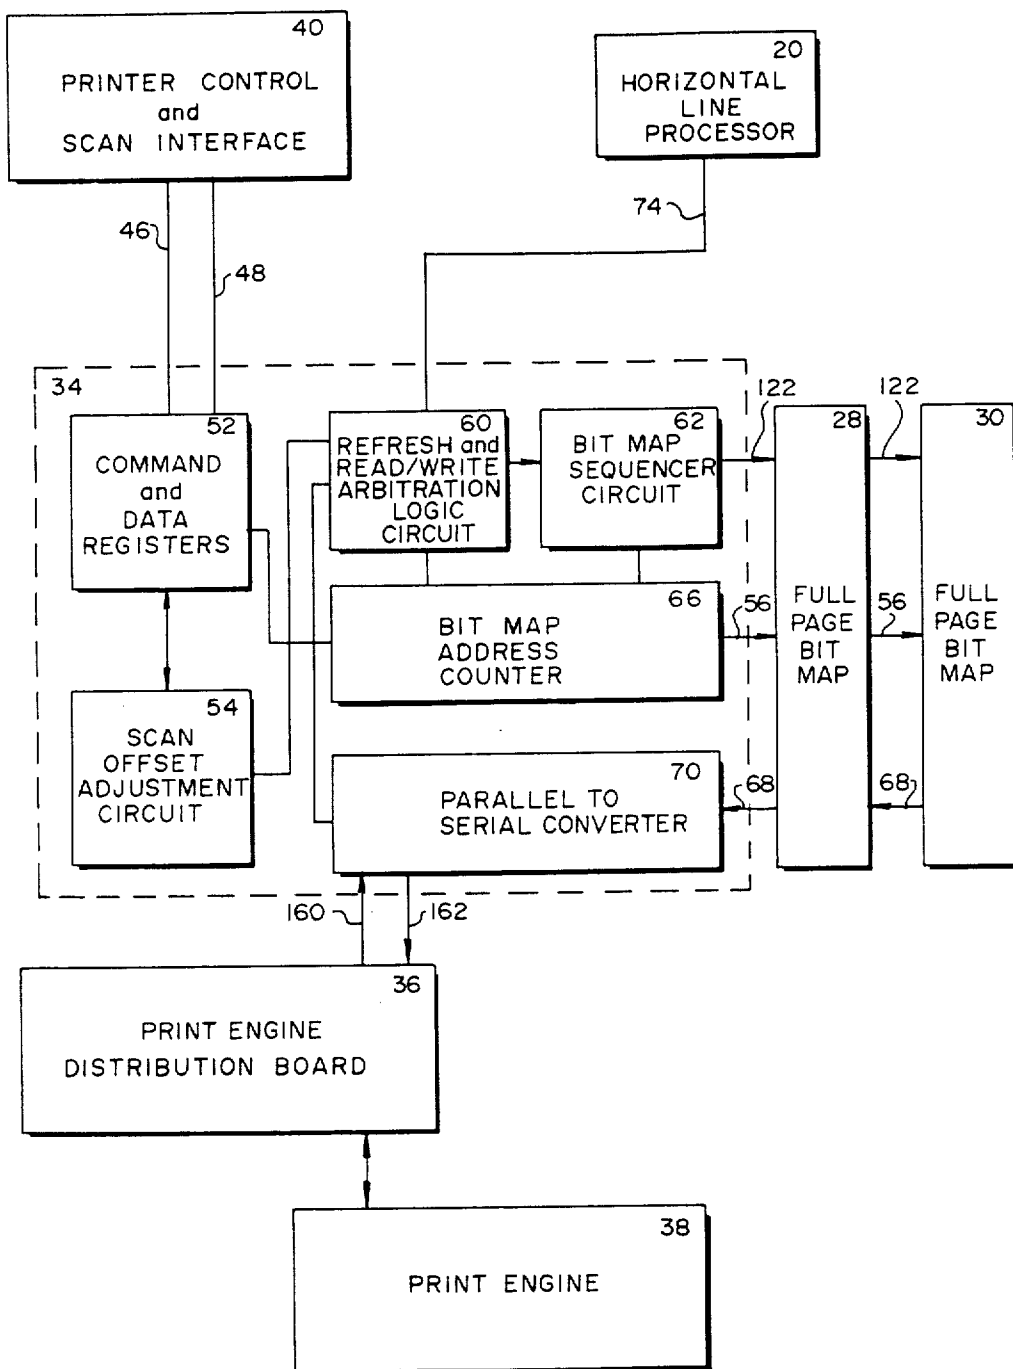 40
PRINTER CONTROL
and
SCAN INTERFACE
20
HORIZONTAL
LINE
PROCESSOR
46
48
74
34
52
COMMAND
and
DATA
REGISTERS
60
REFRESH and
READ/WRITE
ARBITRATION
LOGIC
CIRCUIT
62
BIT MAP
SEQUENCER
CIRCUIT
122
28
FULL
PAGE
BIT
MAP
122
30
FULL
PAGE
BIT
MAP
66
BIT MAP
ADDRESS
COUNTER
56
56
54
SCAN
OFFSET
ADJUSTMENT
CIRCUIT
70
PARALLEL TO
SERIAL CONVERTER
68
68
160
162
36
PRINT ENGINE
DISTRIBUTION BOARD
38
PRINT ENGINE